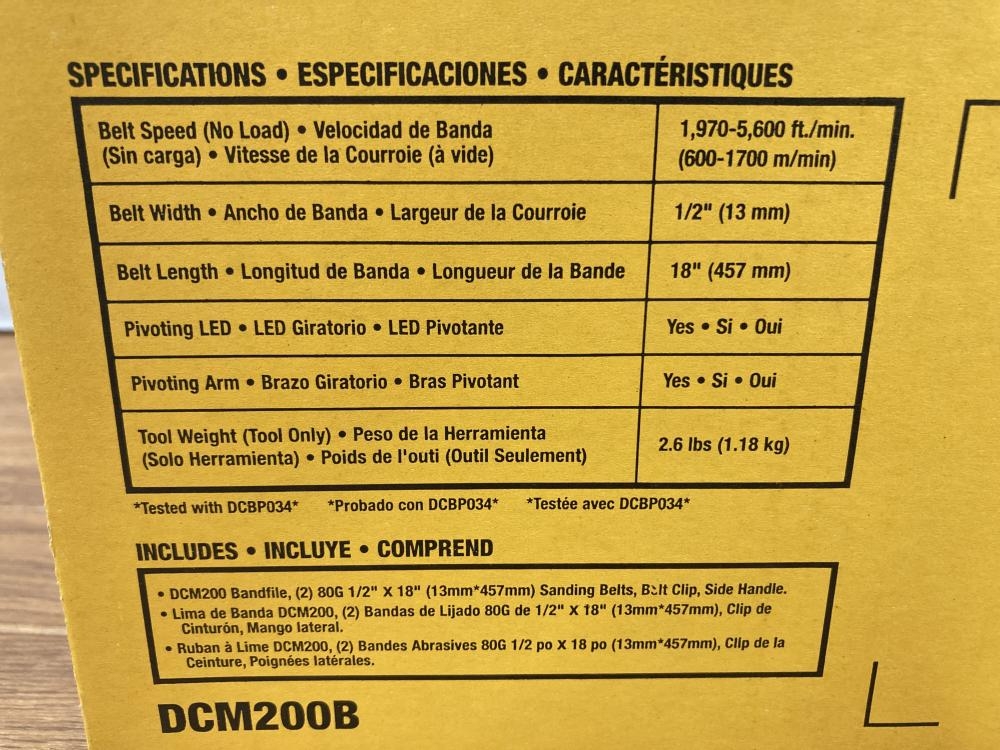 SPECIFICATIONS • ESPECIFICACIONES • CARACTÉRISTIQUES
Belt Speed (No Load) • Velocidad de Banda
(Sin carga) • Vitesse de la Courroie (à vide)
1,970-5,600 ft./min.
(600-1700 m/min)
Belt Width • Ancho de Banda • Largeur de la Courroie
1/2" (13 mm)
Belt Length • Longitud de Banda • Longueur de la Bande
18" (457 mm)
Pivoting LED • LED Giratorio • LED Pivotante
Yes • Si • Oui
Pivoting Arm • Brazo Giratorio • Bras Pivotant
Yes • Si • Oui
Tool Weight (Tool Only) • Peso de la Herramienta
(Solo Herramienta) • Poids de l'outi (Outil Seulement)
2.6 lbs (1.18 kg)
*Tested with DCBP034* *Probado con DCBP034* *Testée avec DCBP034*
INCLUDES • INCLUYE • COMPREND
• DCM200 Bandfile, (2) 80G 1/2" X 18" (13mm*457mm) Sanding Belts, Belt Clip, Side Handle.
• Lima de Banda DCM200, (2) Bandas de Lijado 80G de 1/2" X 18" (13mm*457mm), Clip de
Cinturón, Mango lateral.
• Ruban à Lime DCM200, (2) Bandes Abrasives 80G 1/2 po X 18 po (13mm*457mm), Clip de la
Ceinture, Poignées latérales.
DCM200B